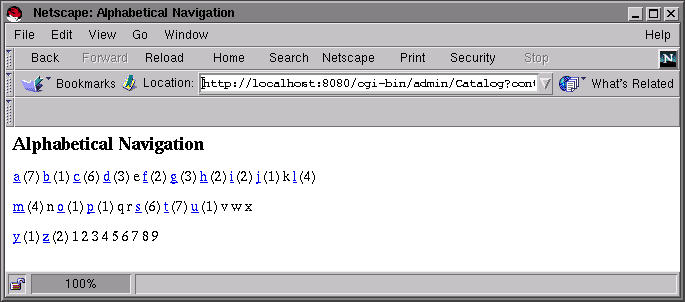 Netscape: Alphabetical Navigation
File Edit View Go Window Help
Back Forward Reload Home Search Netscape Print Security Stop N
Bookmarks Location: http://localhost:8080/cgi-bin/admin/Catalog?con What's Related
Alphabetical Navigation
a (7) b (1) c (6) d (3) e f (2) g (3) h (2) i (2) j (1) k l (4)
m (4) n o (1) p (1) q r s (6) t (7) u (1) v w x
y (1) z (2) 1 2 3 4 5 6 7 8 9
100%